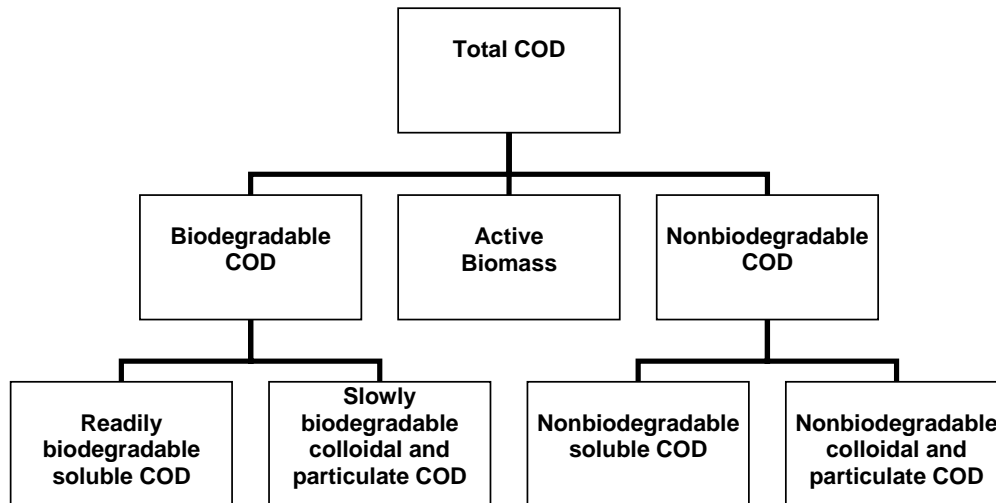 Total COD
Biodegradable
COD
Active
Biomass
Nonbiodegradable
COD
Readily
biodegradable
soluble COD
Slowly
biodegradable
colloidal and
particulate COD
Nonbiodegradable
soluble COD
Nonbiodegradable
colloidal and
particulate COD